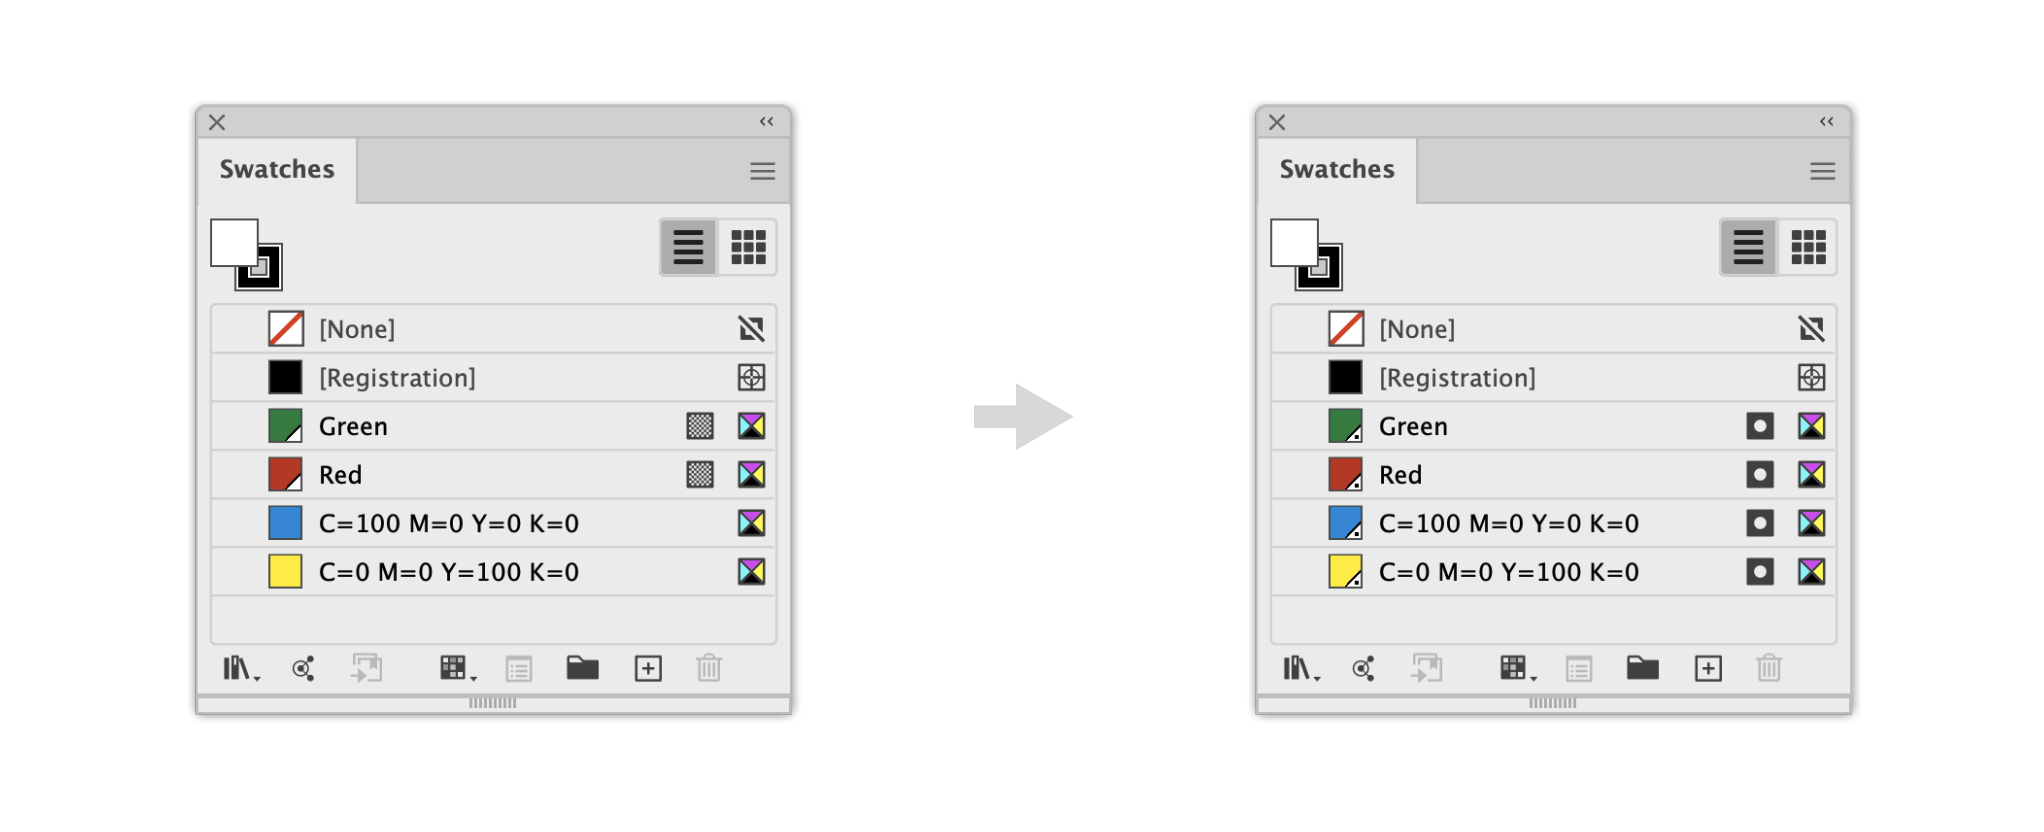 Swatches
[None]
[Registration]
Green
Red
C=100 M=0 Y=0 K=0
C=0 M=0 Y=100 K=0
Swatches
[None]
[Registration]
Green
Red
C=100 M=0 Y=0 K=0
C=0 M=0 Y=100 K=0